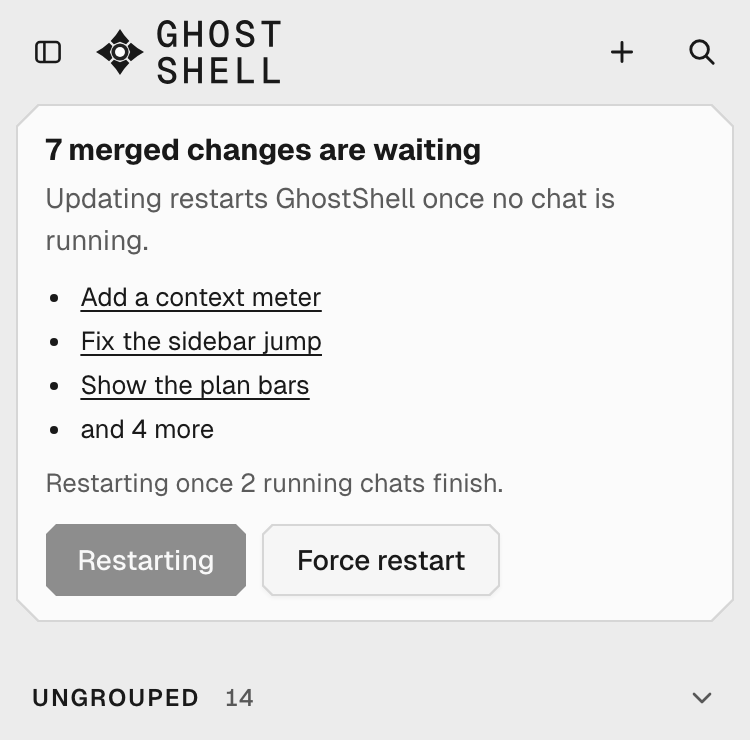 GHOST
SHELL
7 merged changes are waiting
Updating restarts GhostShell once no chat is
running.
Add a context meter
Fix the sidebar jump
Show the plan bars
and 4 more
Restarting once 2 running chats finish.
Restarting
Force restart
UNGROUPED 14